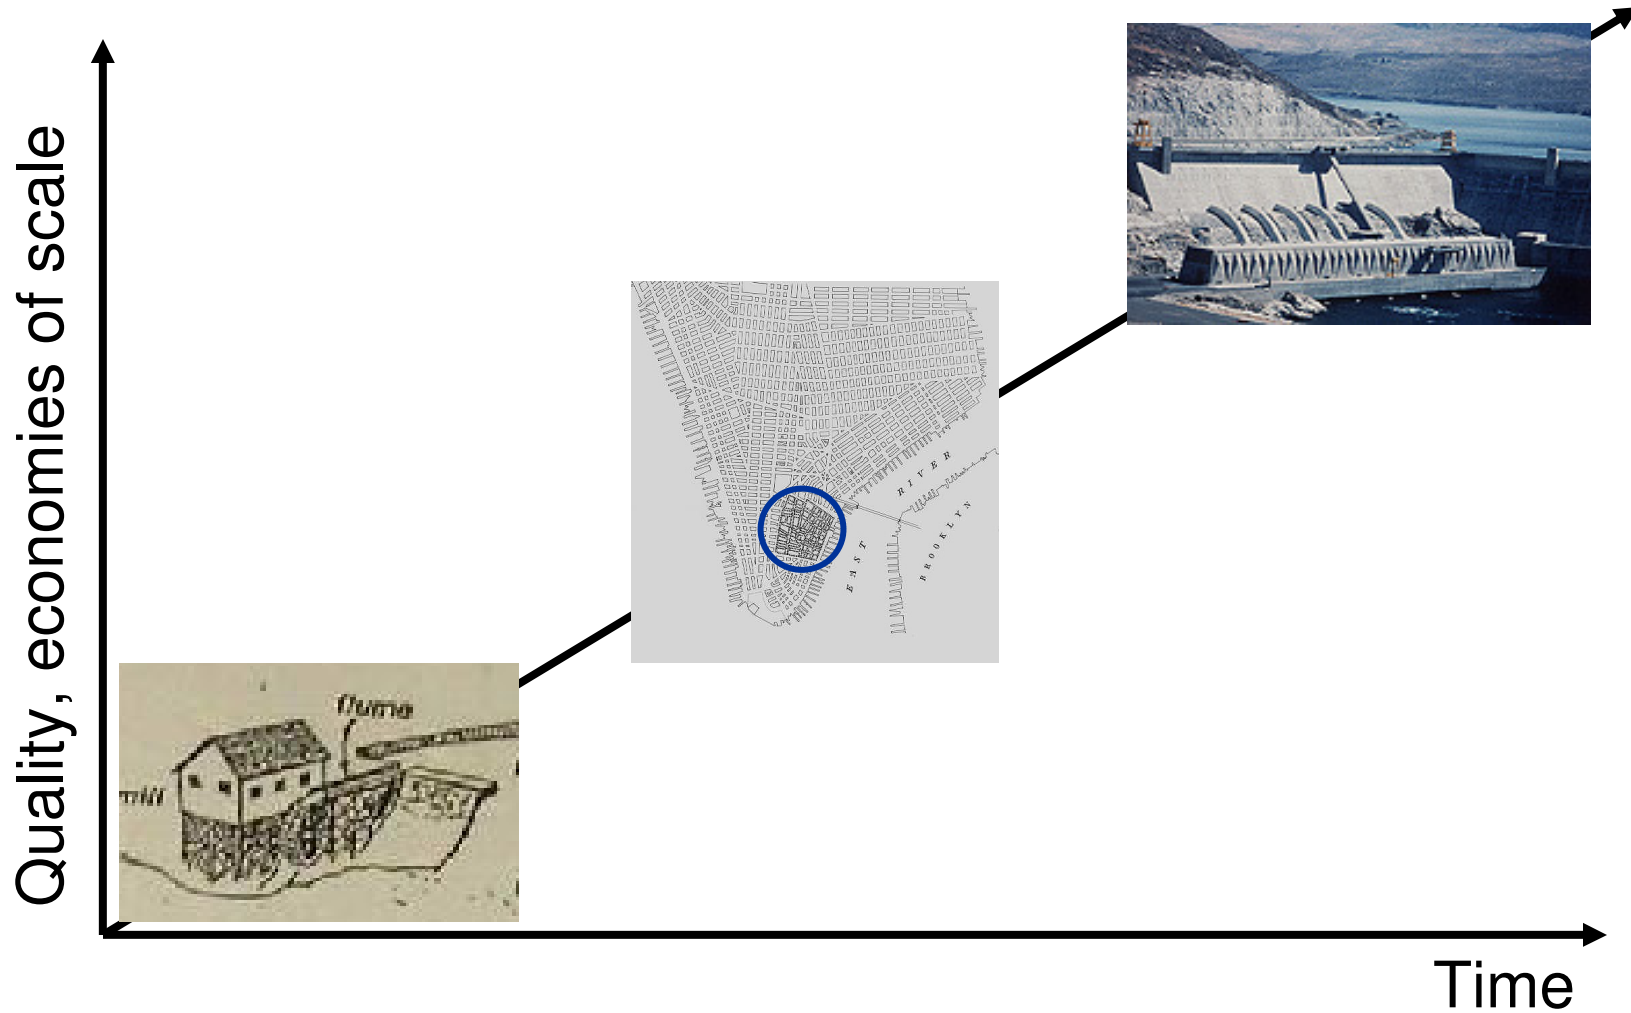 Quality, economies of scale
flume
mill
RIVER
EAST
BROOKLYN
Time